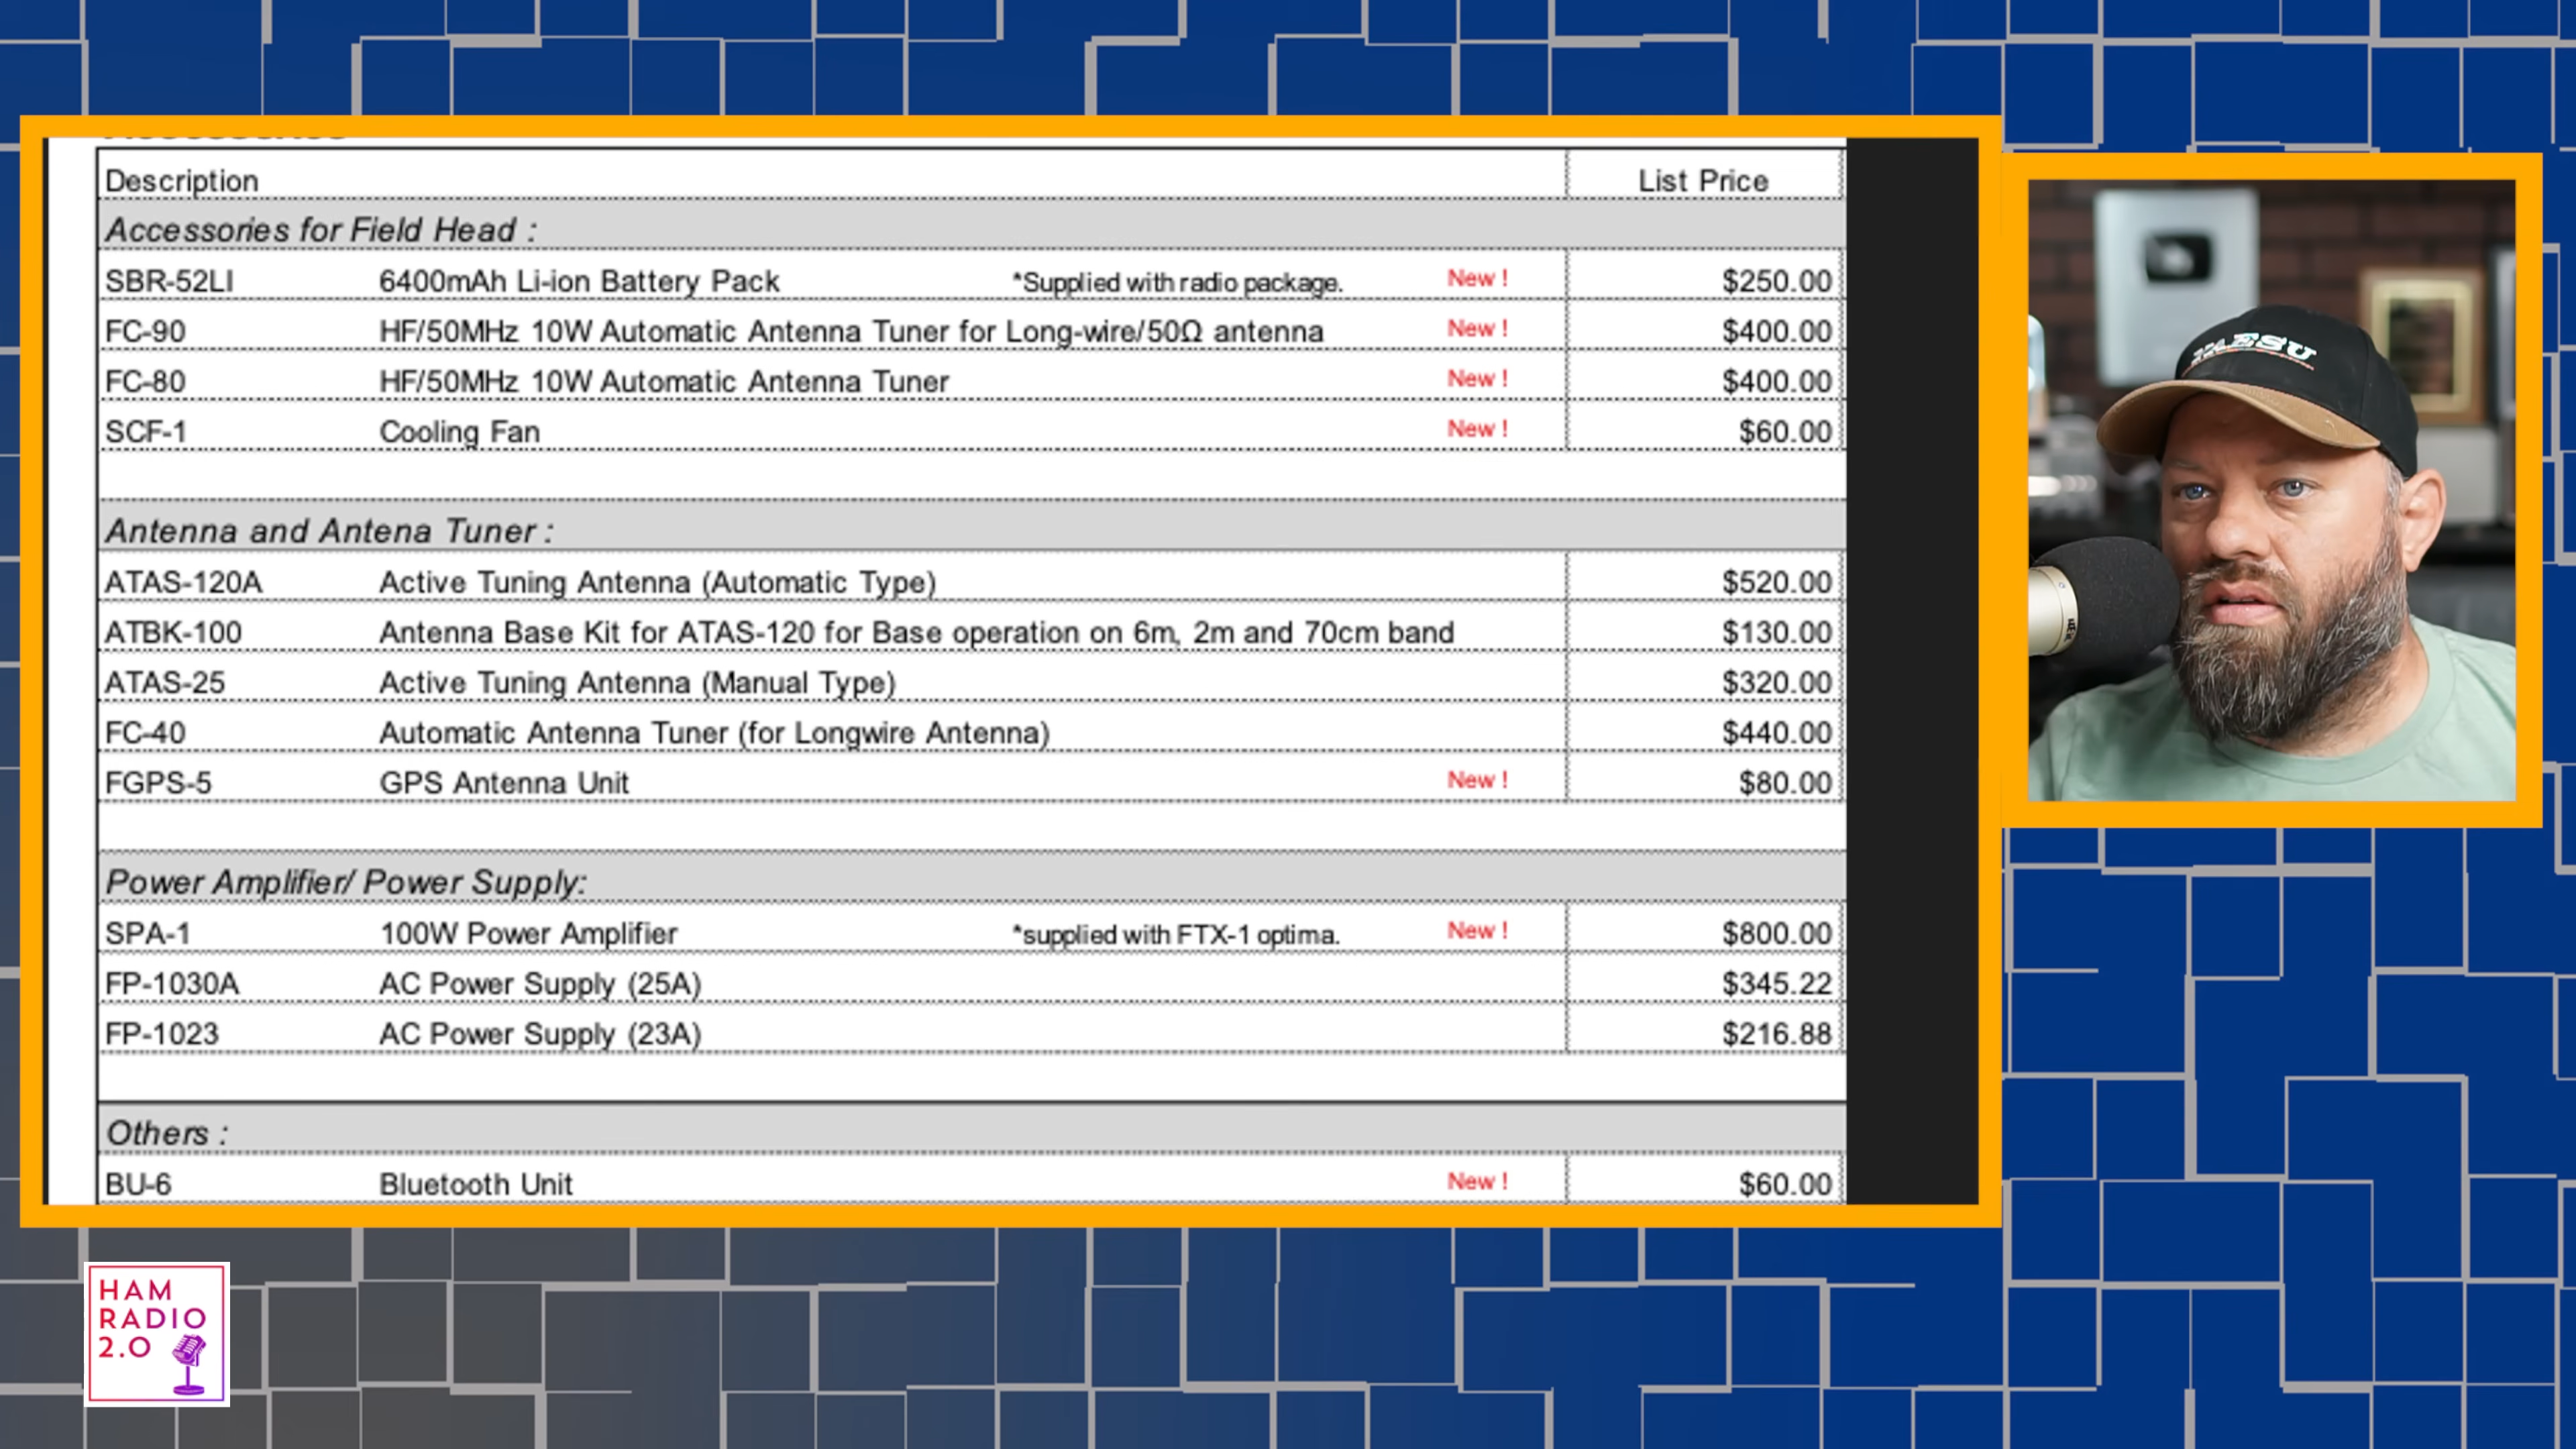 Description List Price
Accessories for Field Head :
SBR-52LI 6400mAh Li-ion Battery Pack *Supplied with radio package. New ! $250.00
FC-90 HF/50MHz 10W Automatic Antenna Tuner for Long-wire/50Ω antenna New ! $400.00
FC-80 HF/50MHz 10W Automatic Antenna Tuner New ! $400.00
SCF-1 Cooling Fan New ! $60.00
Antenna and Antena Tuner :
ATAS-120A Active Tuning Antenna (Automatic Type) $520.00
ATBK-100 Antenna Base Kit for ATAS-120 for Base operation on 6m, 2m and 70cm band $130.00
ATAS-25 Active Tuning Antenna (Manual Type) $320.00
FC-40 Automatic Antenna Tuner (for Longwire Antenna) $440.00
FGPS-5 GPS Antenna Unit New ! $80.00
Power Amplifier/ Power Supply:
SPA-1 100W Power Amplifier *supplied with FTX-1 optima. New ! $800.00
FP-1030A AC Power Supply (25A) $345.22
FP-1023 AC Power Supply (23A) $216.88
Others :
BU-6 Bluetooth Unit New ! $60.00
YAESU
HAM
RADIO
2.0